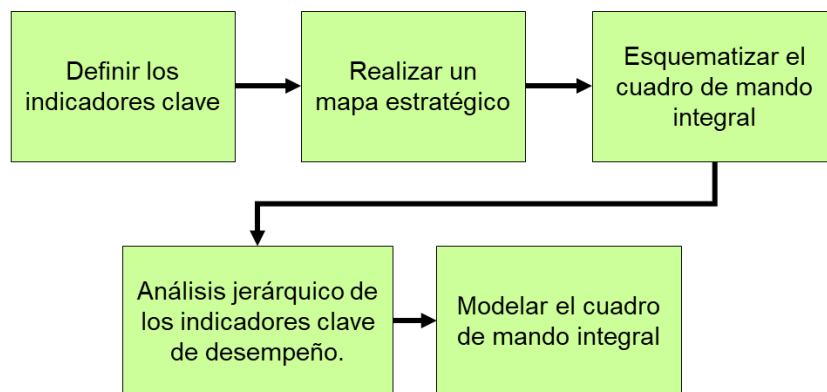 Definir los
indicadores clave
Realizar un
mapa estratégico
Esquematizar el
cuadro de mando
integral
Análisis jerárquico de
los indicadores clave
de desempeño.
Modelar el cuadro
de mando integral